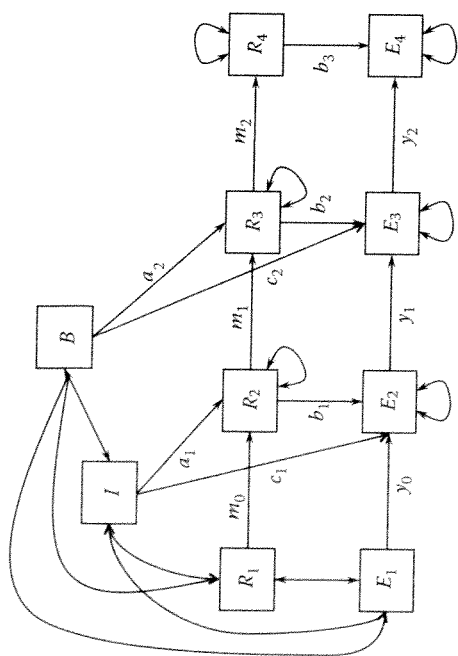 B
I
a₂
a₁
R₁
m₀
R₂
m₁
R₃
m₂
R₄
c₁
b₁
c₂
b₂
b₃
E₁
y₀
E₂
y₁
E₃
y₂
E₄